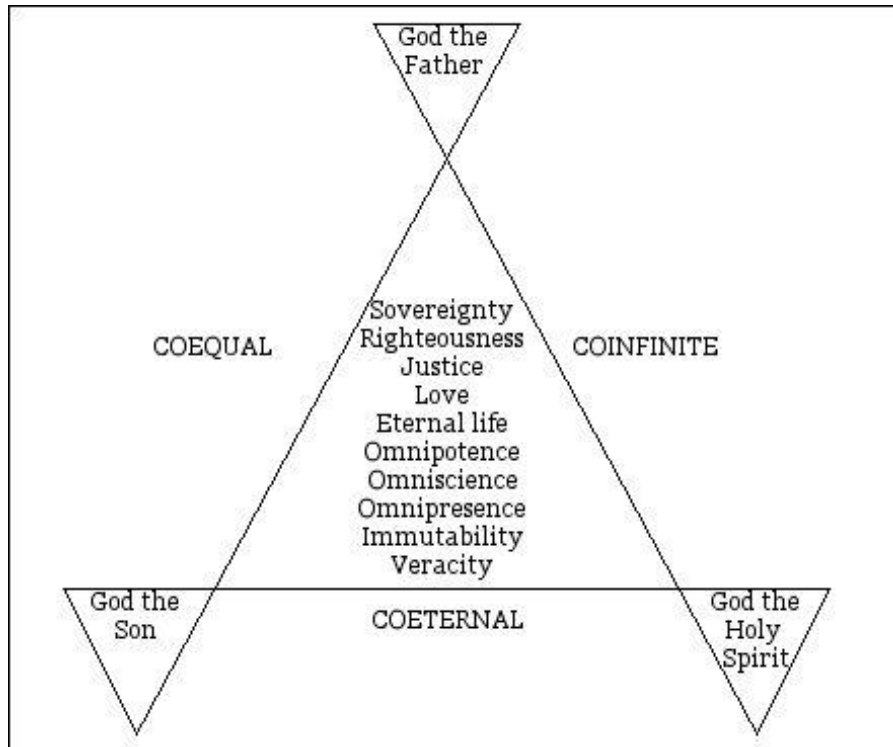 God the
Father
COEQUAL
COINFINITE
Sovereignty
Righteousness
Justice
Love
Eternal life
Omnipotence
Omniscience
Omnipresence
Immutability
Veracity
God the
Son
COETERNAL
God the
Holy
Spirit